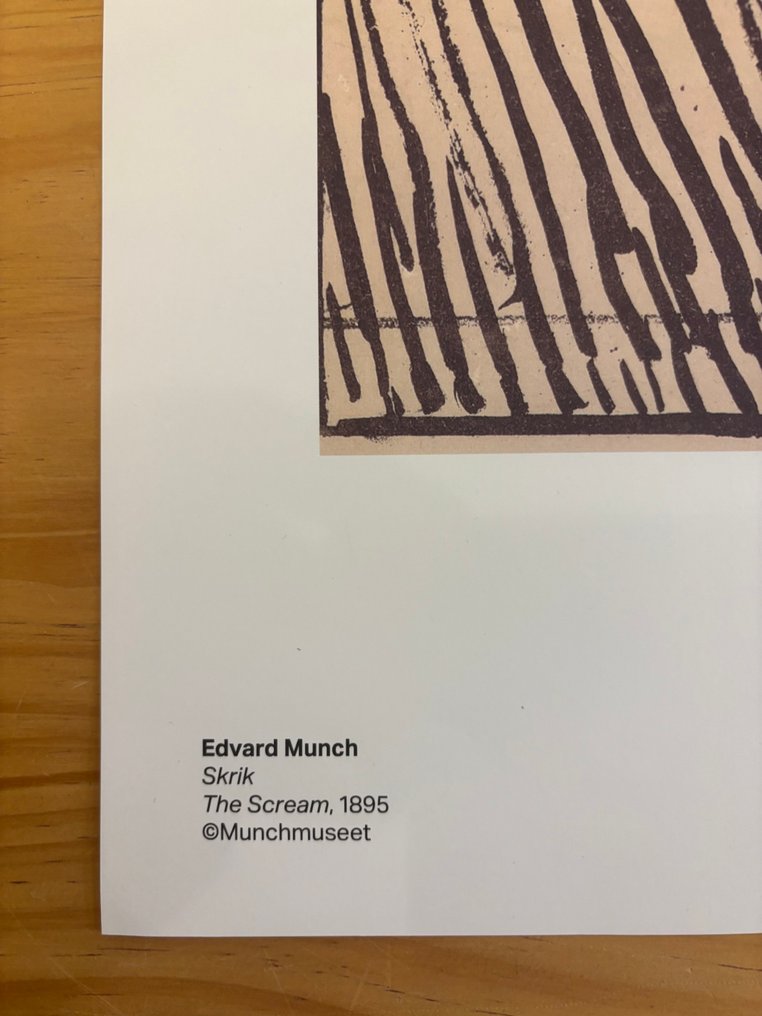 Edvard Munch
Skrik
The Scream, 1895
©Munchmuseet